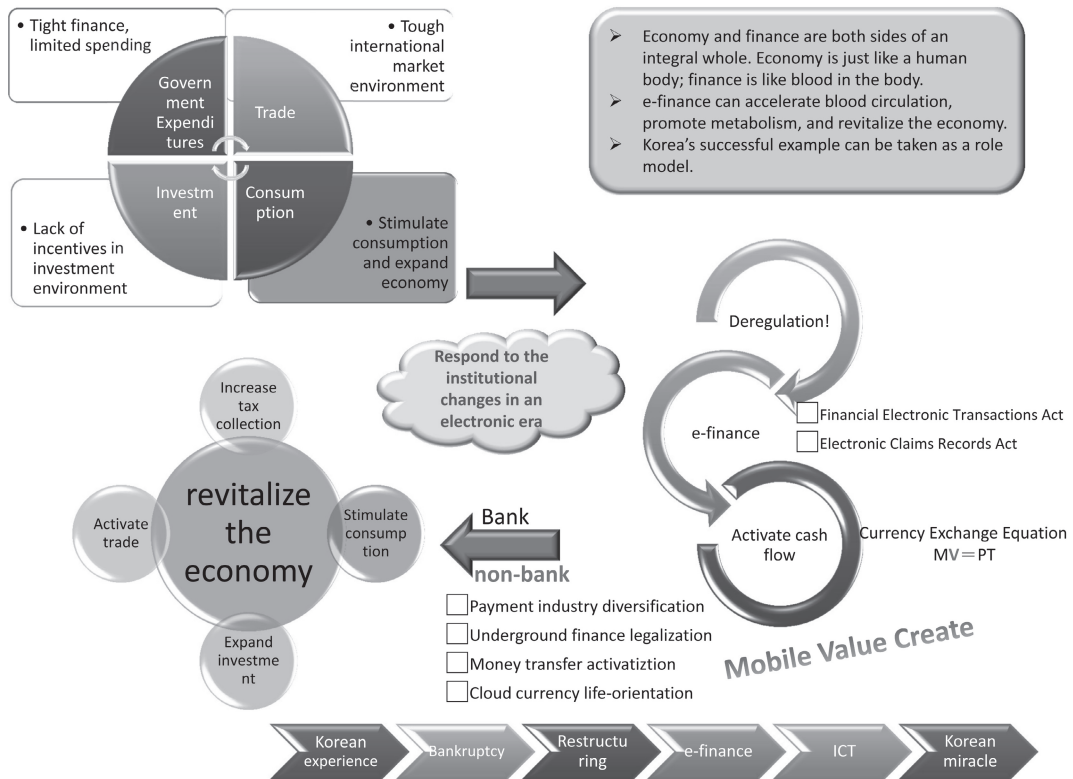 • Tight finance,
limited spending
• Tough
international
market
environment
Govern
ment
Expendi
tures
Trade
Investm
ent
Consum
ption
• Lack of
incentives in
investment
environment
• Stimulate
consumption
and expand
economy
➢ Economy and finance are both sides of an
integral whole. Economy is just like a human
body; finance is like blood in the body.
➢ e-finance can accelerate blood circulation,
promote metabolism, and revitalize the economy.
➢ Korea's successful example can be taken as a role
model.
Respond to the
institutional
changes in an
electronic era
Deregulation!
e-finance
Financial Electronic Transactions Act
Electronic Claims Records Act
Activate cash
flow
Currency Exchange Equation
MV=PT
Mobile Value Create
Increase
tax
collection
Activate
trade
revitalize
the
economy
Stimulate
consump
tion
Expand
investme
nt
Bank
non-bank
Payment industry diversification
Underground finance legalization
Money transfer activatiztion
Cloud currency life-orientation
Korean
experience
Bankruptcy
Restructu
ring
e-finance
ICT
Korean
miracle